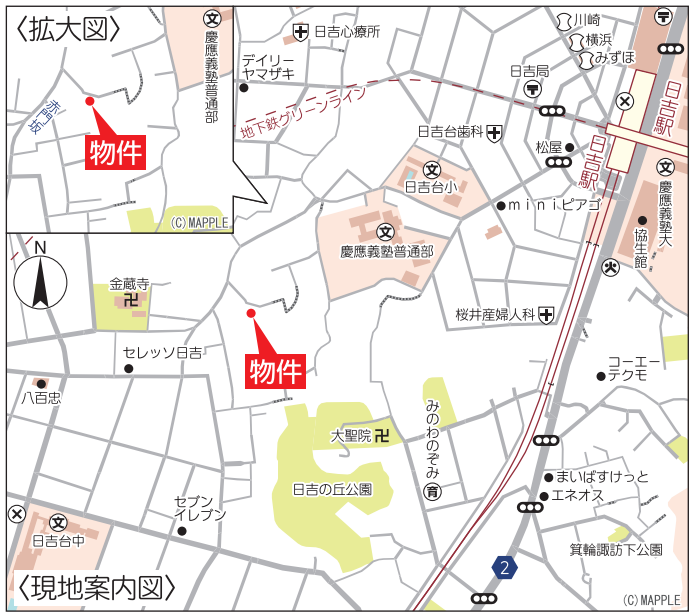 〈拡大図〉
慶應義塾普通部
赤門坂
物件
(C)MAPPLE
日吉心療所
デイリー
ヤマザキ
地下鉄グリーンライン
川崎
横浜
みずほ
日吉局
日吉台歯科
松屋
日吉駅
日吉駅
日吉台小
miniピアゴ
慶應義塾大
協生館
慶應義塾普通部
N
金蔵寺
桜井産婦人科
セレッソ日吉
物件
コーエー
テクモ
八百忠
大聖院
みのわのぞみ
育
日吉の丘公園
まいばすけっと
エネオス
セブン
イレブン
日吉台中
箕輪諏訪下公園
2
〈現地案内図〉
(C)MAPPLE